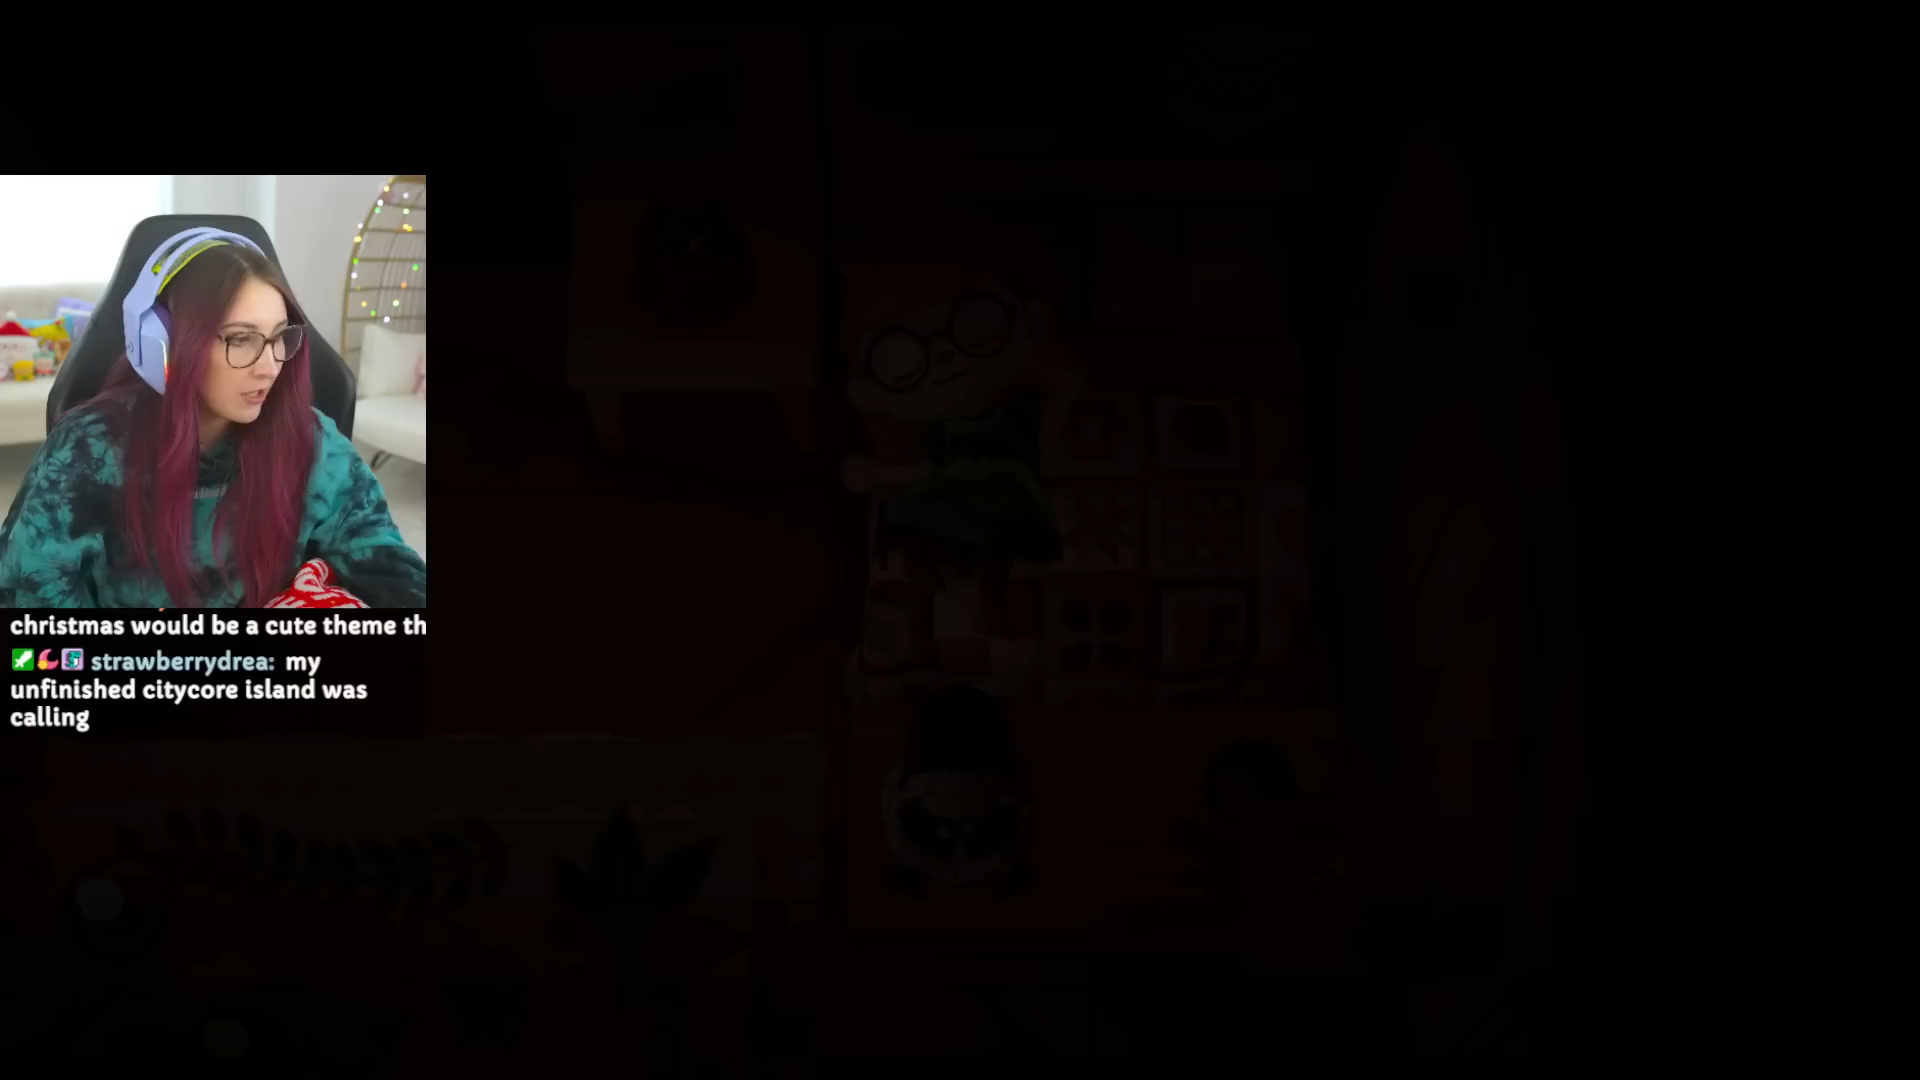 christmas would be a cute theme th
strawberrydrea: my
unfinished citycore island was
calling